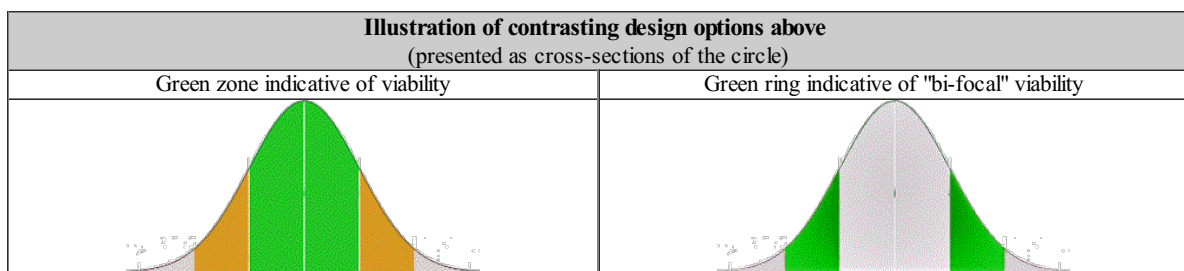 Illustration of contrasting design options above
(presented as cross-sections of the circle)
Green zone indicative of viability
Green ring indicative of "bi-focal" viability